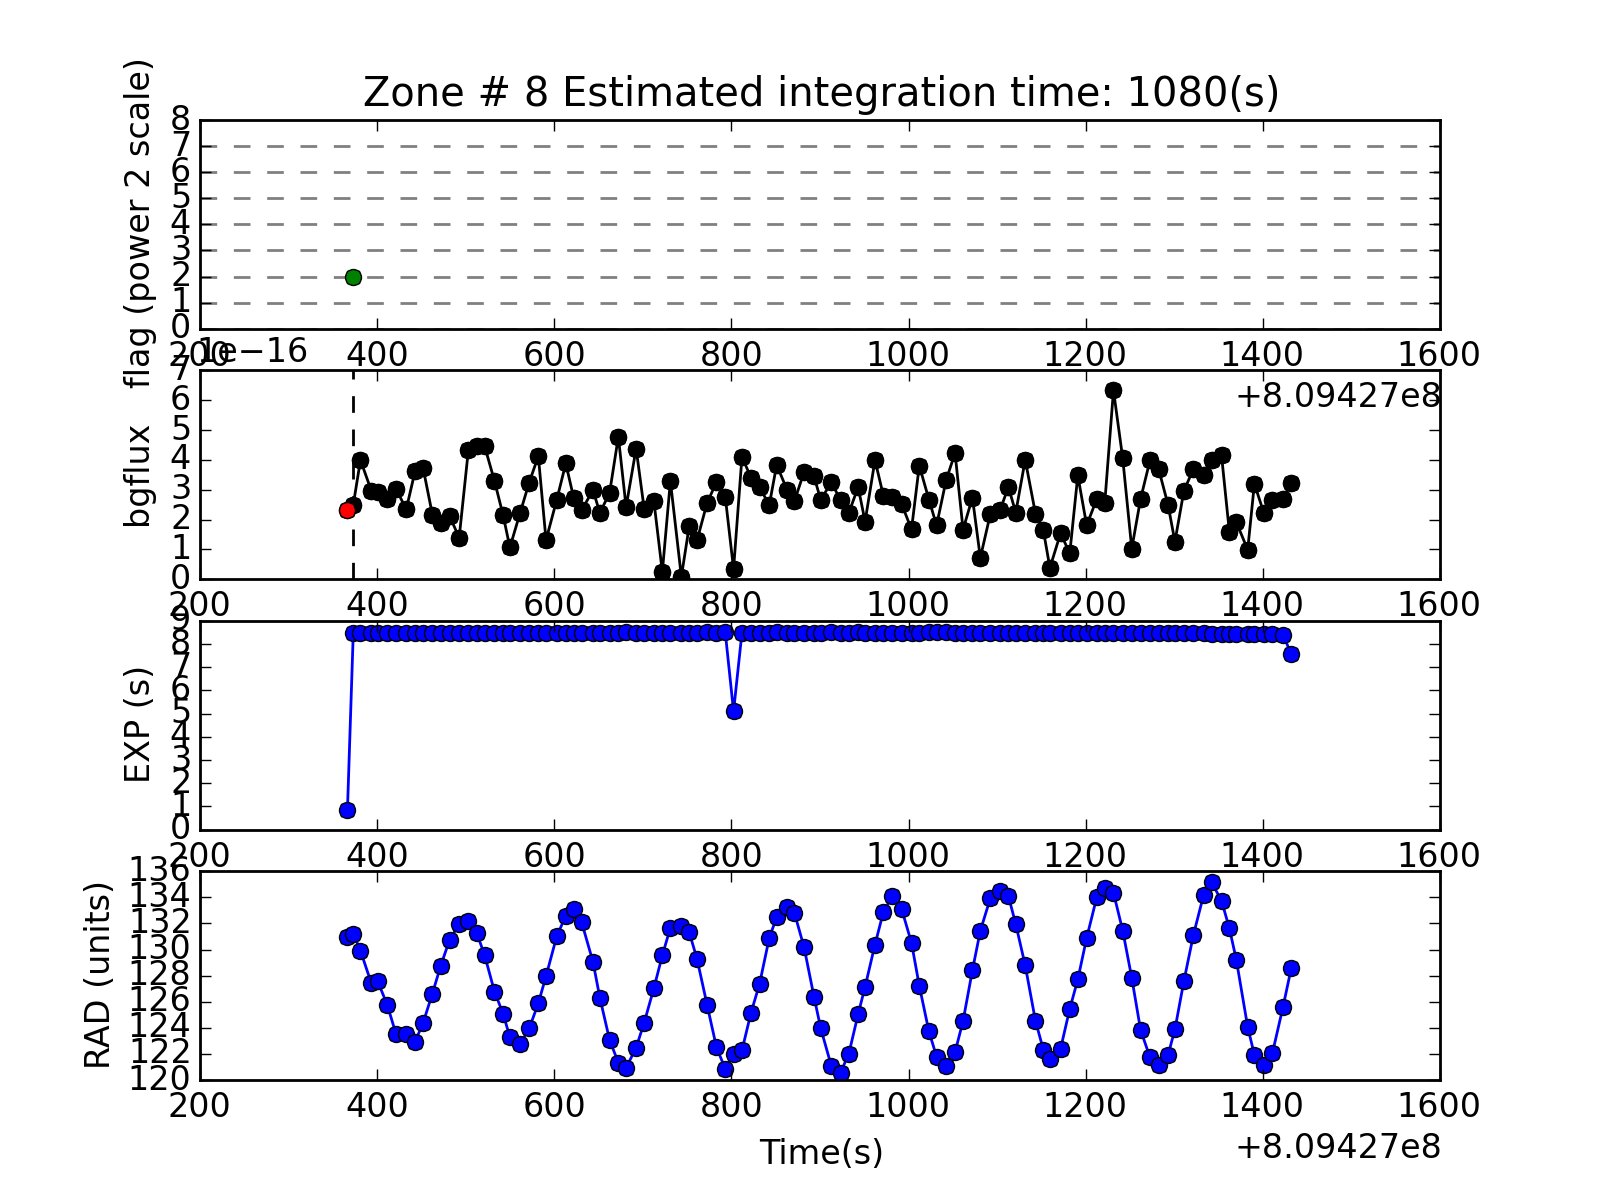 Zone # 8 Estimated integration time: 1080(s)
flag (power 2 scale)
8
7
6
5
4
3
2
1
0
200 400 600 800 1000 1200 1400 1600
1e−16
+8.09427e8
bgflux
7
6
5
4
3
2
1
0
200 400 600 800 1000 1200 1400 1600
EXP (s)
9
8
7
6
5
4
3
2
1
0
200 400 600 800 1000 1200 1400 1600
RAD (units)
136
134
132
130
128
126
124
122
120
200 400 600 800 1000 1200 1400 1600
Time(s)
+8.09427e8